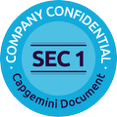 COMPANY CONFIDENTIAL
SEC 1
Capgemini Document